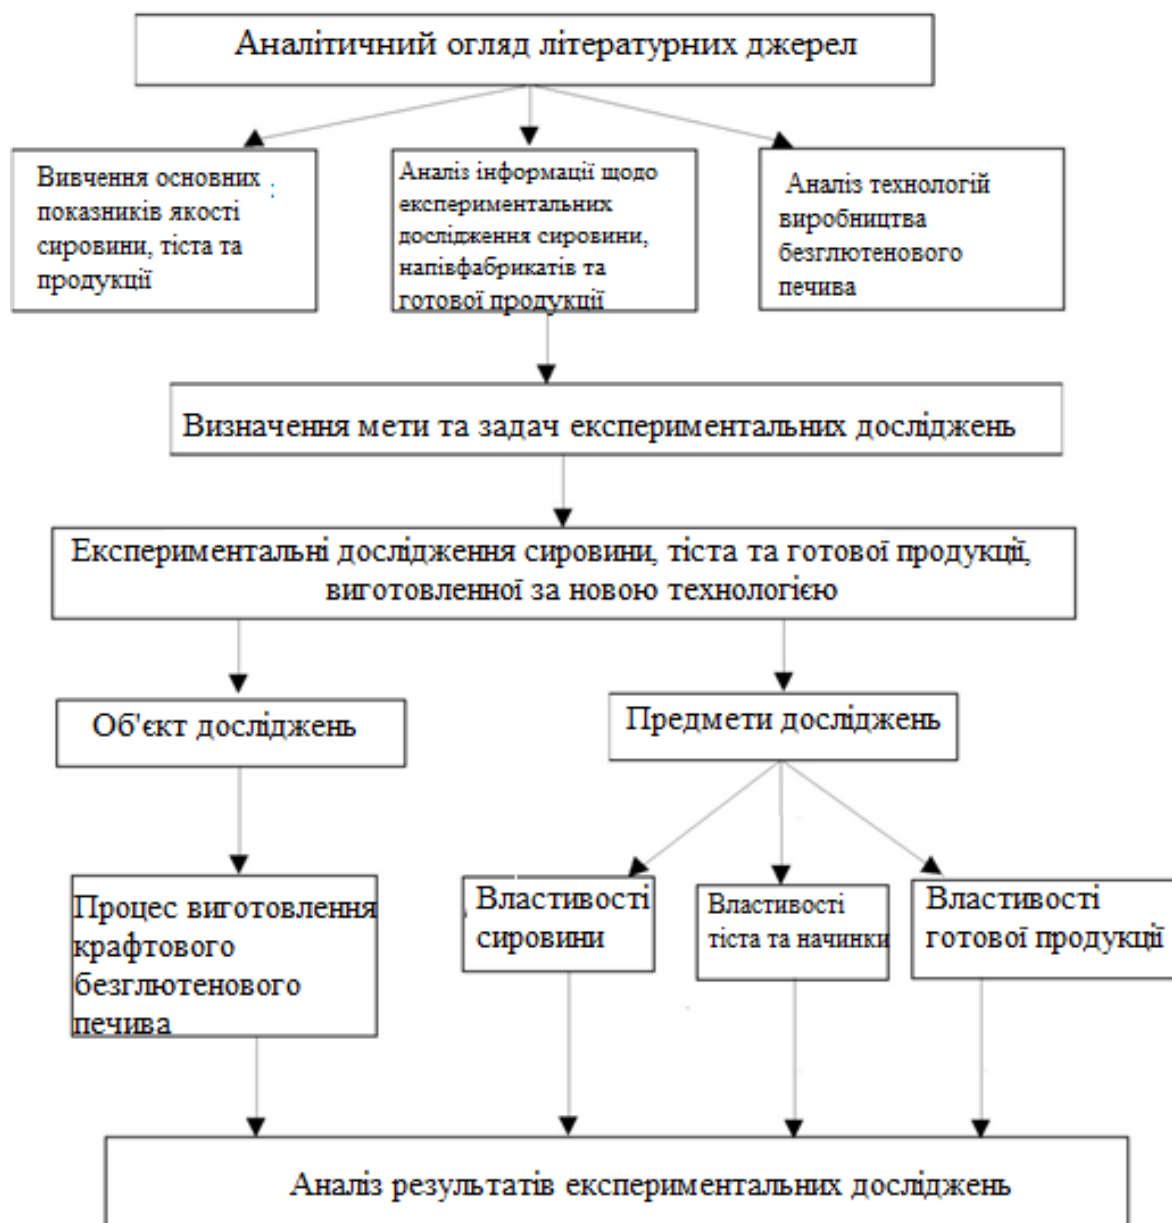 Аналітичний огляд літературних джерел
Вивчення основних :
показників якості
сировини, тіста та
продукції
Аналіз інформації щодо
експериментальних
дослідження сировини,
напівфабрикатів та
готової продукції
Аналіз технологій
виробництва
безглютенового
печива
Визначення мети та задач експериментальних досліджень
Експериментальні дослідження сировини, тіста та готової продукції,
виготовленної за новою технологією
Об'єкт досліджень
Предмети досліджень
Процес виготовлення
крафтового
безглютенового
печива
Властивості
сировини
Властивості
тіста та начинки
Властивості
готової продукції
Аналіз результатів експериментальних досліджень